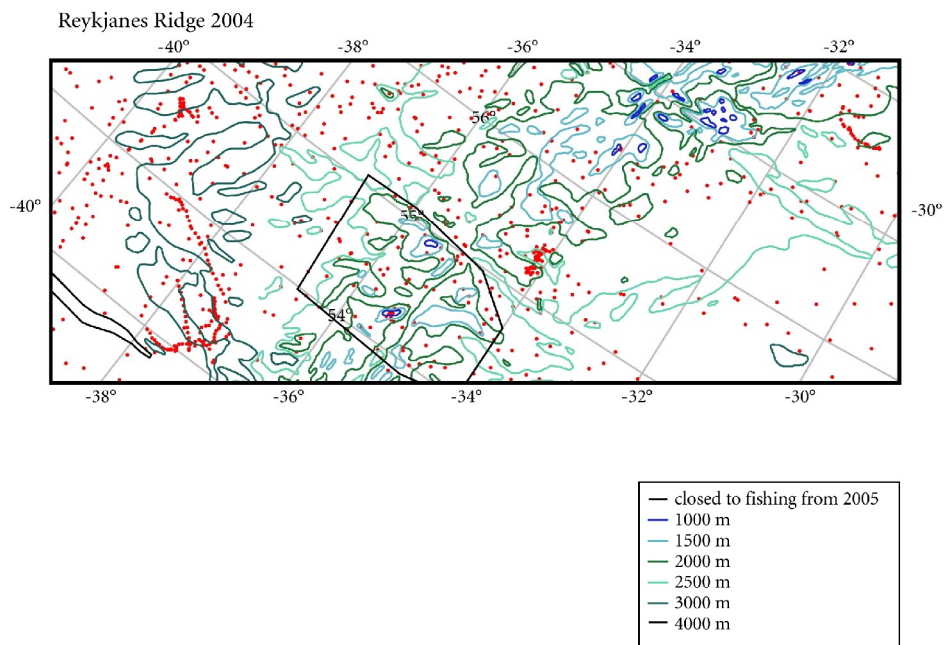 Reykjanes Ridge 2004
-40°
-38°
-36°
-34°
-32°
56°
-40°
55°
-30°
54°
-38°
-36°
-34°
-32°
-30°
closed to fishing from 2005
1000 m
1500 m
2000 m
2500 m
3000 m
4000 m